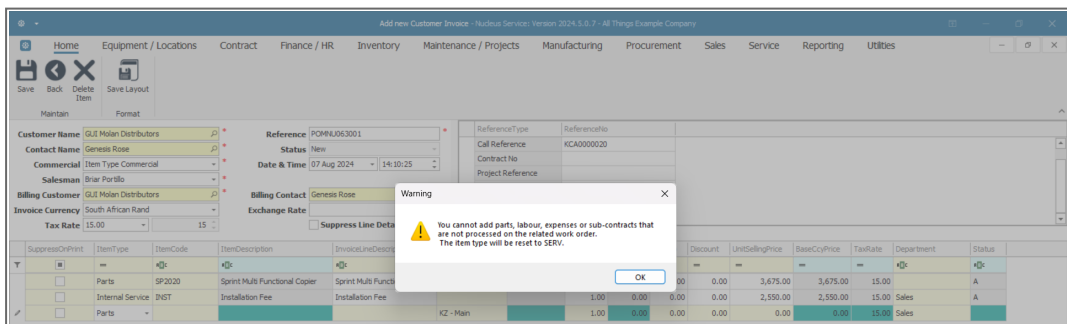 Add new Customer Invoice - Nucleus Service: Version 2024.5.0.7 - All Things Example Company
Home Equipment / Locations Contract Finance / HR Inventory Maintenance / Projects Manufacturing Procurement Sales Service Reporting Utilities
Save Back Delete Item Save Layout
Maintain Format
Customer Name GUI Molan Distributors * Reference POMNU063001 * ReferenceType ReferenceNo
Contact Name Genesis Rose * Status New Call Reference KCA0000020
Commercial Item Type Commercial * Date & Time 07 Aug 2024 14:10:25 Contract No
Salesman Briar Portillo * Project Reference
Billing Customer GUI Molan Distributors * Billing Contact Genesis Rose
Invoice Currency South African Rand Exchange Rate
Tax Rate 15.00 15 Suppress Line Deta
Warning
You cannot add parts, labour, expenses or sub-contracts that
are not processed on the related work order.
The item type will be reset to SERV.
OK
SuppressOnPrint ItemType ItemCode ItemDescription InvoiceLineDescrip Discount UnitSellingPrice BaseCcyPrice TaxRate Department Status
Parts SP2020 Sprint Multi Functional Copier Sprint Multi Functi 00 0.00 3,675.00 3,675.00 15.00 A
Internal Service INST Installation Fee Installation Fee 1.00 0.00 0.00 0.00 2,550.00 2,550.00 15.00 Sales A
Parts KZ - Main 1.00 0.00 0.00 0.00 0.00 0.00 15.00 Sales